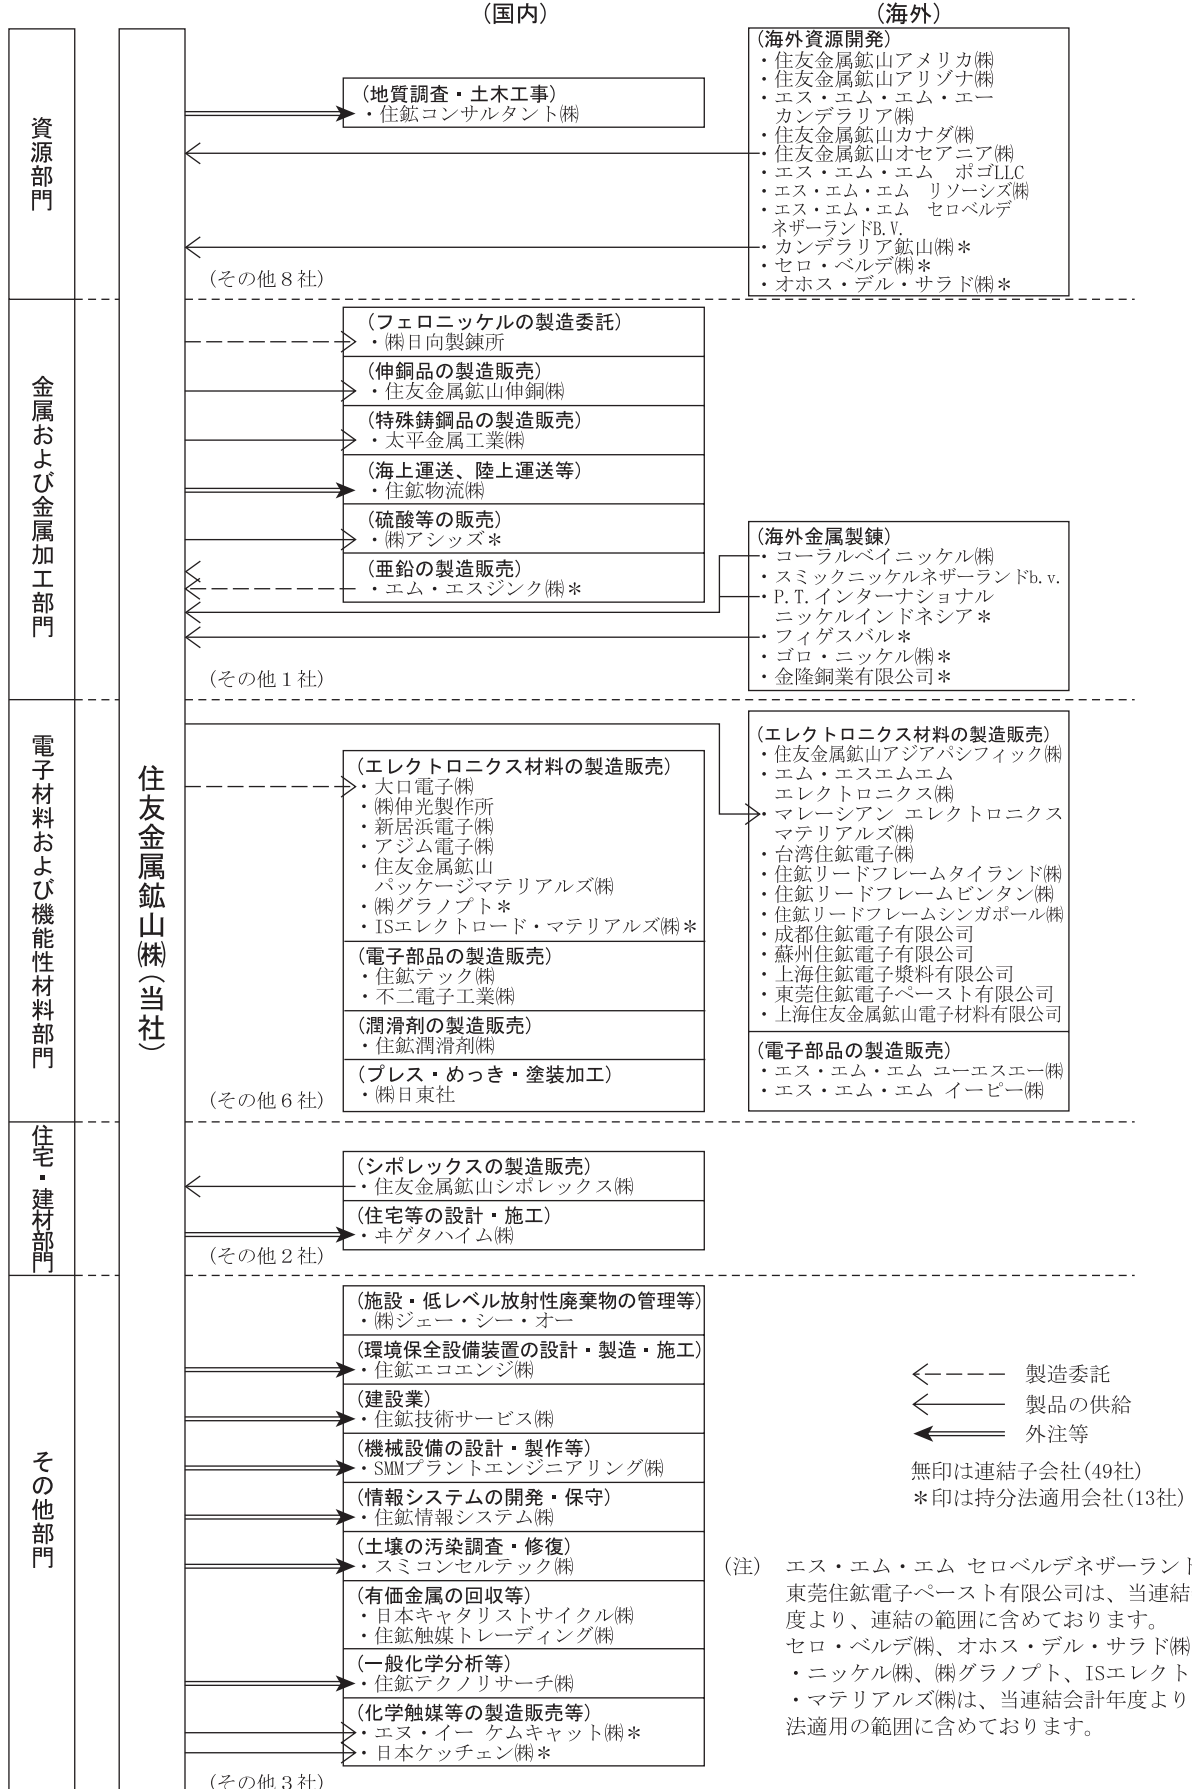 (国内)
(海外)
資源部門
(地質調査・土木工事)
・住鉱コンサルタント㈱
(海外資源開発)
・住友金属鉱山アメリカ㈱
・住友金属鉱山アリゾナ㈱
・エス・エム・エム・エー
カンデラリア㈱
・住友金属鉱山カナダ㈱
・住友金属鉱山オセアニア㈱
・エス・エム・エム ポゴLLC
・エス・エム・エム リソーシズ㈱
・エス・エム・エム セロベルデ
ネザーランドB.V.
・カンデラリア鉱山㈱＊
・セロ・ベルデ㈱＊
・オホス・デル・サラド㈱＊
(その他８社)
住友金属鉱山㈱(当社)
金属および金属加工部門
(フェロニッケルの製造委託)
・㈱日向製錬所
(伸銅品の製造販売)
・住友金属鉱山伸銅㈱
(特殊鋳鋼品の製造販売)
・太平金属工業㈱
(海上運送、陸上運送等)
・住鉱物流㈱
(硫酸等の販売)
・㈱アシッズ＊
(亜鉛の製造販売)
・エム・エスジンク㈱＊
(海外金属製錬)
・コーラルベイニッケル㈱
・スミックニッケルネザーランドb.v.
・P.T.インターナショナル
ニッケルインドネシア＊
・フィゲスバル＊
・ゴロ・ニッケル㈱＊
・金隆銅業有限公司＊
(その他１社)
電子材料および機能性材料部門
(エレクトロニクス材料の製造販売)
・大口電子㈱
・㈱伸光製作所
・新居浜電子㈱
・アジム電子㈱
・住友金属鉱山
パッケージマテリアルズ㈱
・㈱グラノプト＊
・ISエレクトロード・マテリアルズ㈱＊
(電子部品の製造販売)
・住鉱テック㈱
・不二電子工業㈱
(潤滑剤の製造販売)
・住鉱潤滑剤㈱
(プレス・めっき・塗装加工)
・㈱日東社
(エレクトロニクス材料の製造販売)
・住友金属鉱山アジアパシフィック㈱
・エム・エスエムエム
エレクトロニクス㈱
・マレーシアン エレクトロニクス
マテリアルズ㈱
・台湾住鉱電子㈱
・住鉱リードフレームタイランド㈱
・住鉱リードフレームビンタン㈱
・住鉱リードフレームシンガポール㈱
・成都住鉱電子有限公司
・蘇州住鉱電子有限公司
・上海住鉱電子漿料有限公司
・東莞住鉱電子ペースト有限公司
・上海住友金属鉱山電子材料有限公司
(電子部品の製造販売)
・エス・エム・エム ユーエスエー㈱
・エス・エム・エム イーピー㈱
(その他６社)
住宅・建材部門
(シポレックスの製造販売)
・住友金属鉱山シポレックス㈱
(住宅等の設計・施工)
・ヰゲタハイム㈱
(その他２社)
その他部門
(施設・低レベル放射性廃棄物の管理等)
・㈱ジェー・シー・オー
(環境保全設備装置の設計・製造・施工)
・住鉱エコエンジ㈱
(建設業)
・住鉱技術サービス㈱
(機械設備の設計・製作等)
・SMMプラントエンジニアリング㈱
(情報システムの開発・保守)
・住鉱情報システム㈱
(土壌の汚染調査・修復)
・スミコンセルテック㈱
(有価金属の回収等)
・日本キャタリストサイクル㈱
・住鉱触媒トレーディング㈱
(一般化学分析等)
・住鉱テクノリサーチ㈱
(化学触媒等の製造販売等)
・エヌ・イー ケムキャット㈱＊
・日本ケッチェン㈱＊
(その他３社)
製造委託
製品の供給
外注等
無印は連結子会社(49社)
＊印は持分法適用会社(13社)
(注) エス・エム・エム セロベルデネザーランド
東莞住鉱電子ペースト有限公司は、当連結
度より、連結の範囲に含めております。
セロ・ベルデ㈱、オホス・デル・サラド㈱
・ニッケル㈱、㈱グラノプト、ISエレクト
・マテリアルズ㈱は、当連結会計年度より
法適用の範囲に含めております。